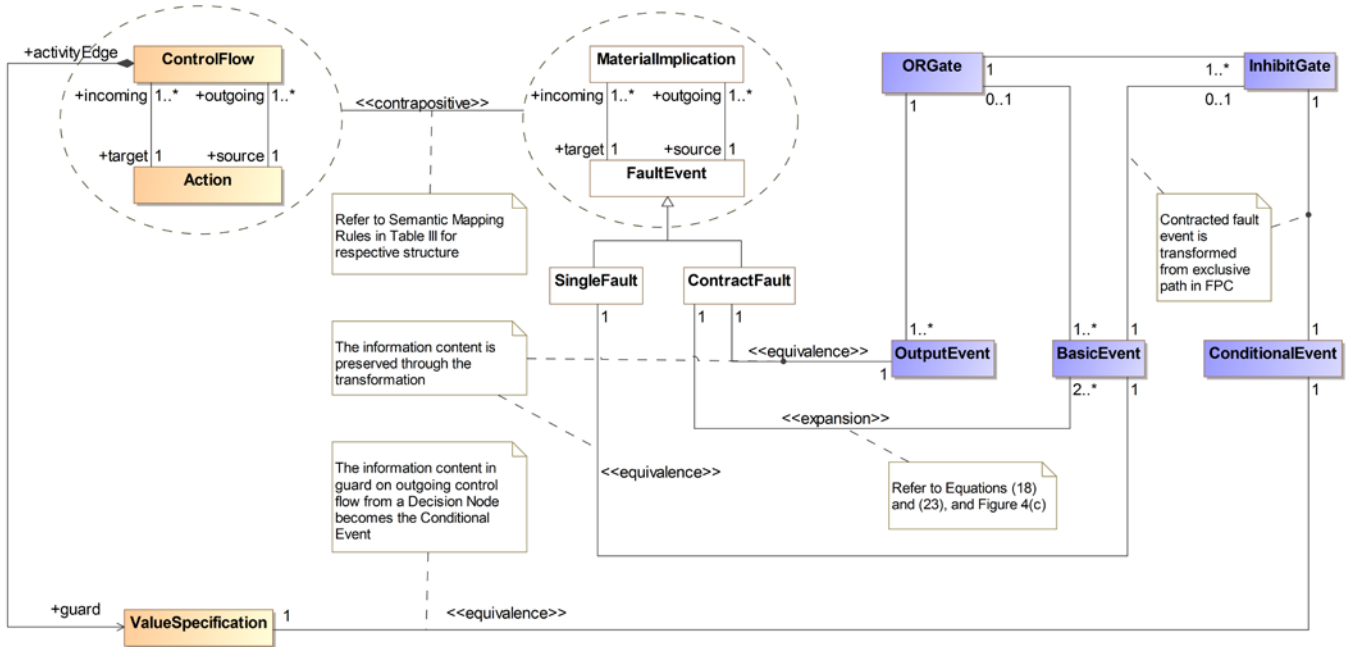 +activityEdge
ControlFlow
+incoming
1..*
+outgoing
1..*
+target
1
+source
1
Action
<<contrapositive>>
MaterialImplication
+incoming
1..*
+outgoing
1..*
+target
1
+source
1
FaultEvent
Refer to Semantic Mapping
Rules in Table III for
respective structure
ORGate
1
1..*
InhibitGate
1
0..1
0..1
1
Contracted fault
event is
transformed
from exclusive
path in FPC
SingleFault
ContractFault
1
1
1
The information content is
preserved through the
transformation
<<equivalence>>
1
1..*
OutputEvent
1..*
1
BasicEvent
2..*
1
1
ConditionalEvent
1
<<expansion>>
<<equivalence>>
Refer to Equations (18)
and (23), and Figure 4(c)
The information content in
guard on outgoing control
flow from a Decision Node
becomes the Conditional
Event
+guard
ValueSpecification
1
<<equivalence>>